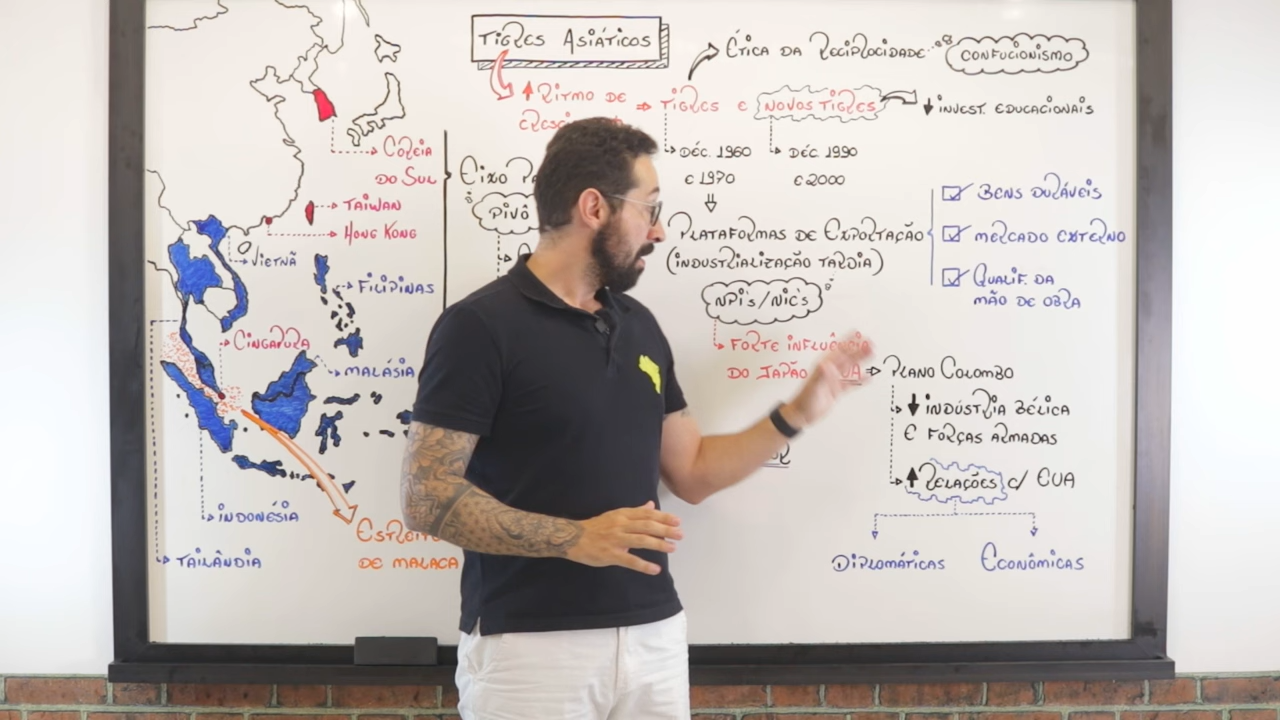 TIGRES ASIÁTICOS
ÉTICA DA RECIPROCIDADE
CONFUCIONISMO
↑ RITMO DE
⇒ TIGRES E NOVOS TIGRES
↓ INVEST. EDUCACIONAIS
DÉC. 1960
E 1970
DÉC. 1990
E 2000
PLATAFORMAS DE EXPORTAÇÃO
(INDUSTRIALIZAÇÃO TARDIA)
BENS DURÁVEIS
MERCADO EXTERNO
QUALIF. DA
MÃO DE OBRA
NPI's/NIC's
FORTE INFLUÊNCIA
DO JAPÃO
⇒ PLANO COLOMBO
↓ INDÚSTRIA BÉLICA
E FORÇAS ARMADAS
↑ RELAÇÕES C/ EUA
DIPLOMÁTICAS
ECONÔMICAS
EIXO
PIVÔ
COREIA
DO SUL
TAIWAN
HONG KONG
VIETNÃ
FILIPINAS
CINGAPURA
MALÁSIA
INDONÉSIA
TAILÂNDIA
ESTREITO
DE MALACA